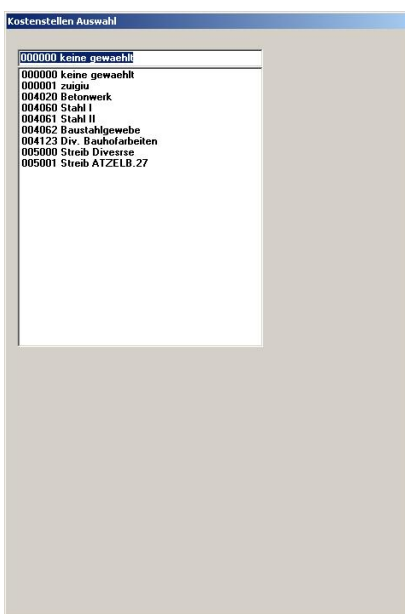 Kostenstellen Auswahl
000000 keine gewaehlt
000000 keine gewaehlt
000001 zuigiu
004020 Betonwerk
004060 Stahl I
004061 Stahl II
004062 Baustahlgewebe
004123 Div. Bauhofarbeiten
005000 Streib Divesrse
005001 Streib ATZELB.27